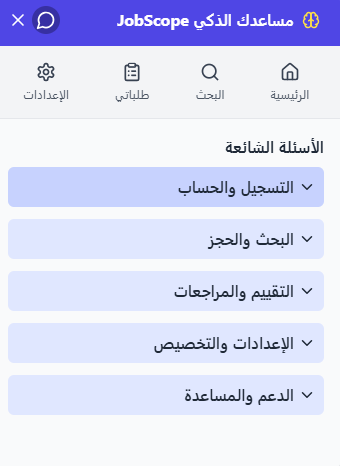 مساعدك الذكي JobScope
الرئيسية
البحث
طلباتي
الإعدادات
الأسئلة الشائعة
التسجيل والحساب
البحث والحجز
التقييم والمراجعات
الإعدادات والتخصيص
الدعم والمساعدة